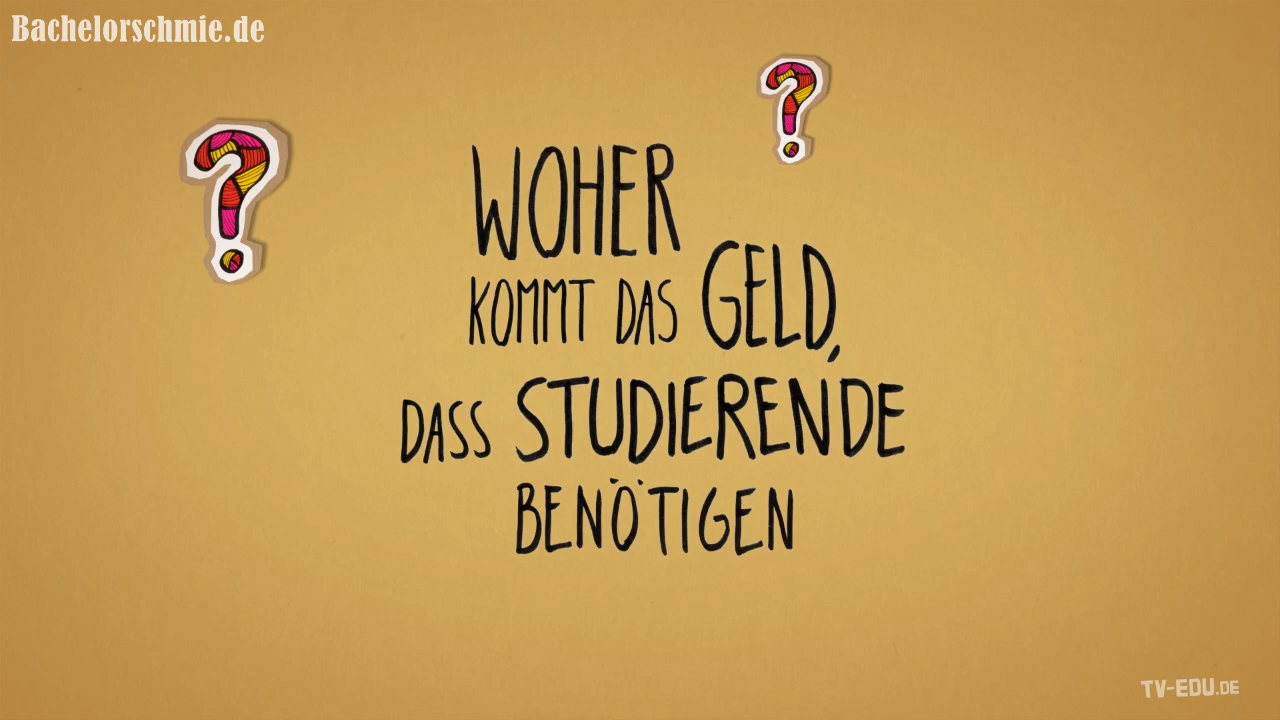 Bachelorschmie.de
WOHER
KOMMT DAS GELD,
DASS STUDIERENDE
BENÖTIGEN
TV-EDU.DE